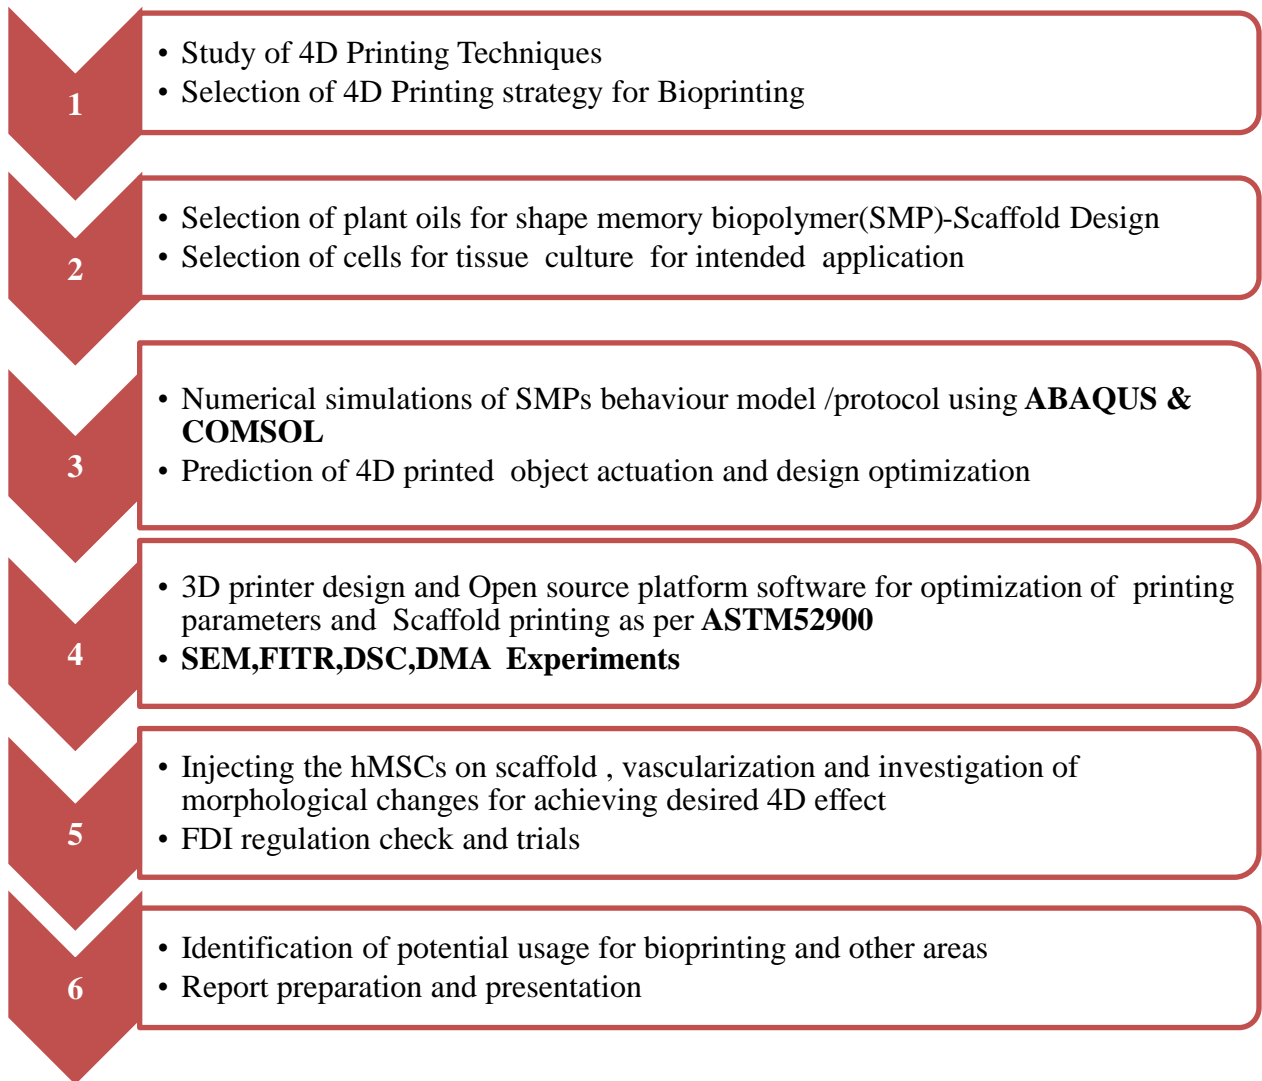 1
• Study of 4D Printing Techniques
• Selection of 4D Printing strategy for Bioprinting
2
• Selection of plant oils for shape memory biopolymer(SMP)-Scaffold Design
• Selection of cells for tissue culture for intended application
3
• Numerical simulations of SMPs behaviour model /protocol using ABAQUS &
COMSOL
• Prediction of 4D printed object actuation and design optimization
4
• 3D printer design and Open source platform software for optimization of printing
parameters and Scaffold printing as per ASTM52900
• SEM,FITR,DSC,DMA Experiments
5
• Injecting the hMSCs on scaffold , vascularization and investigation of
morphological changes for achieving desired 4D effect
• FDI regulation check and trials
6
• Identification of potential usage for bioprinting and other areas
• Report preparation and presentation